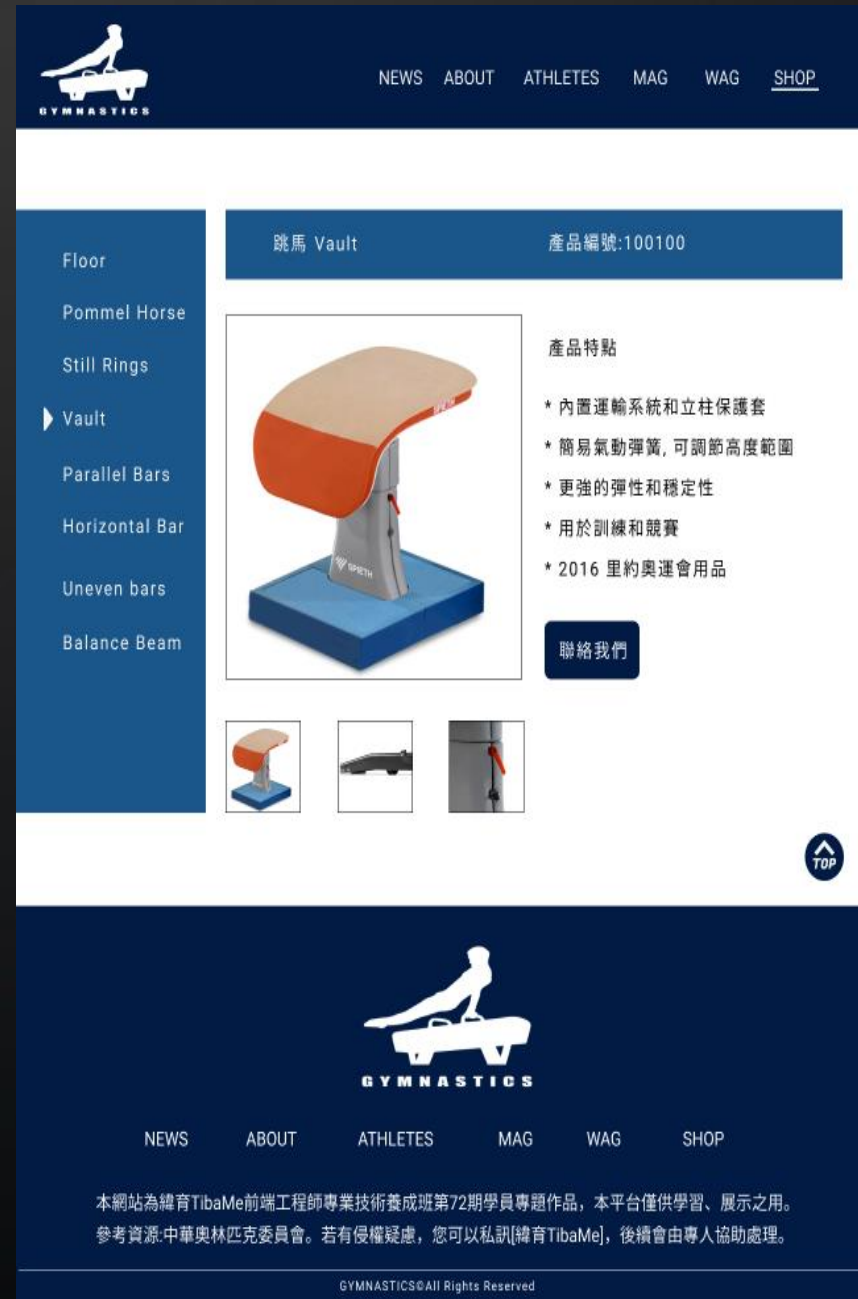 GYMNASTICS
NEWS ABOUT ATHLETES MAG WAG SHOP
Floor
Pommel Horse
Still Rings
Vault
Parallel Bars
Horizontal Bar
Uneven bars
Balance Beam
跳馬 Vault 產品編號:100100
SPIETH
SPIETH
產品特點
* 內置運輸系統和立柱保護套
* 簡易氣動彈簧, 可調節高度範圍
* 更強的彈性和穩定性
* 用於訓練和競賽
* 2016 里約奧運會用品
聯絡我們
TOP
GYMNASTICS
NEWS ABOUT ATHLETES MAG WAG SHOP
本網站為緯育TibaMe前端工程師專業技術養成班第72期學員專題作品，本平台僅供學習、展示之用。
參考資源:中華奧林匹克委員會。若有侵權疑慮，您可以私訊[緯育TibaMe]，後續會由專人協助處理。
GYMNASTICS©All Rights Reserved